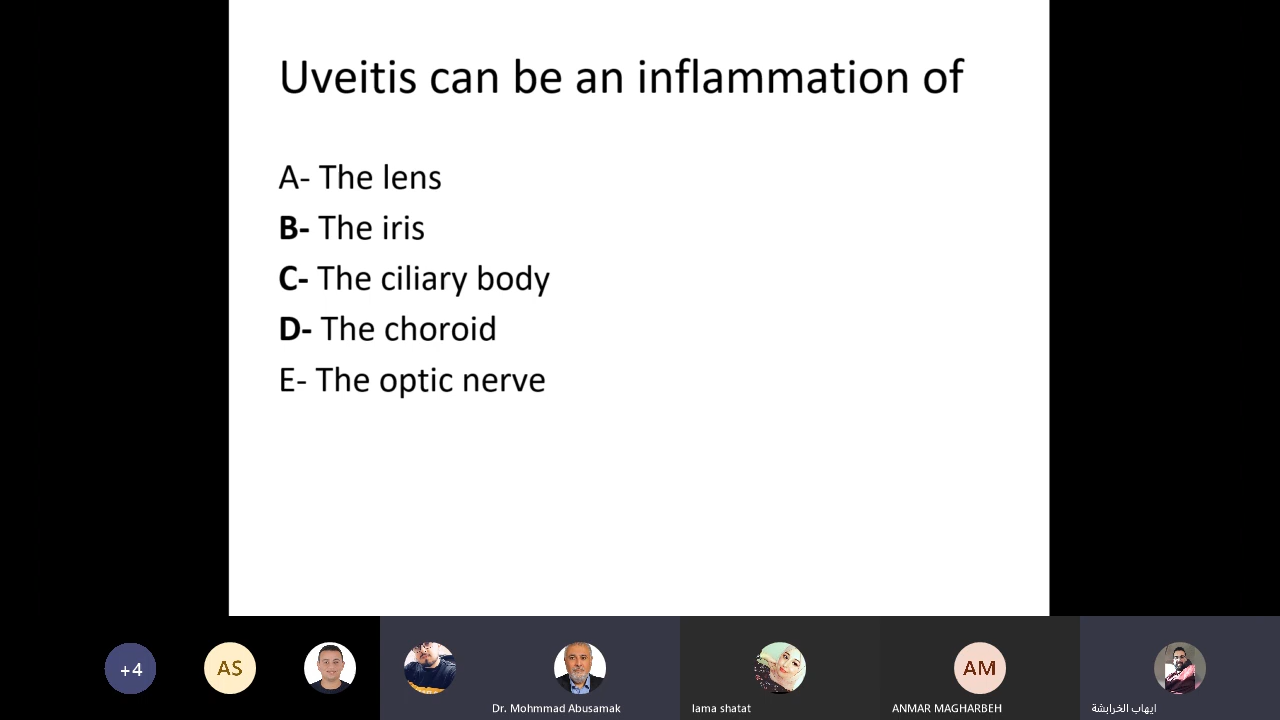 Uveitis can be an inflammation of
A- The lens
B- The iris
C- The ciliary body
D- The choroid
E- The optic nerve
+4
AS
AM
Dr. Mohmmad Abusamak
lama shatat
ANMAR MAGHARBEH
ايهاب الخرابشة